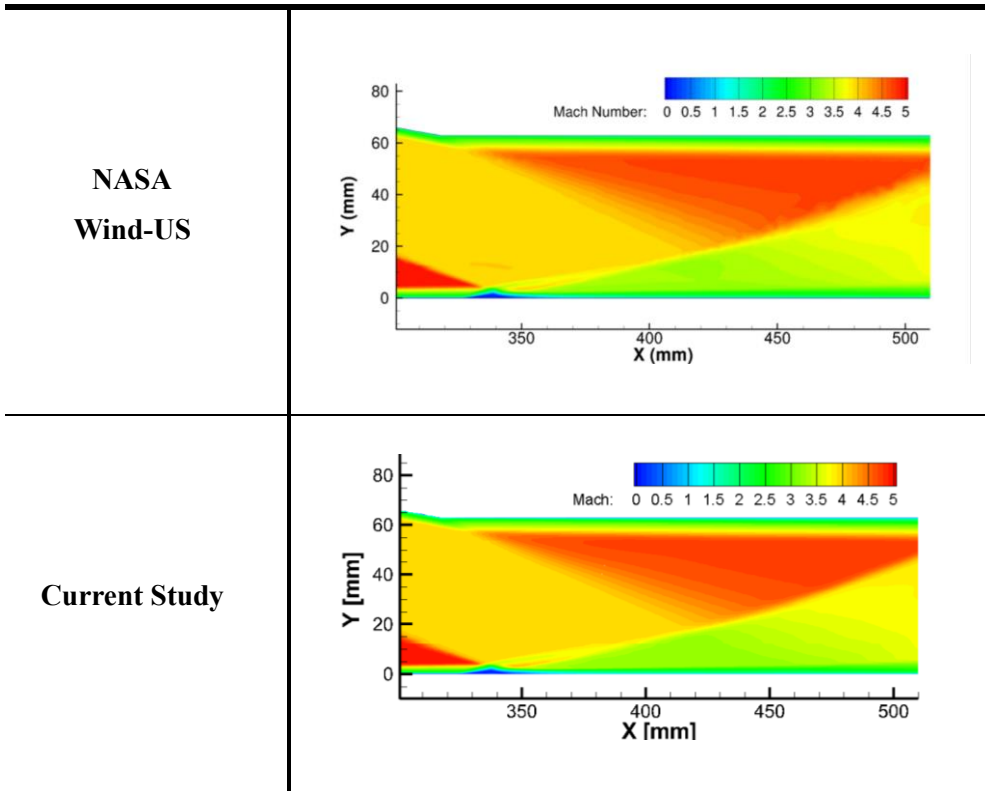 NASA
Wind-US
Mach Number: 0 0.5 1 1.5 2 2.5 3 3.5 4 4.5 5
80
60
40
20
0
Y (mm)
350 400 450 500
X (mm)
Current Study
Mach: 0 0.5 1 1.5 2 2.5 3 3.5 4 4.5 5
80
60
40
20
0
Y [mm]
350 400 450 500
X [mm]